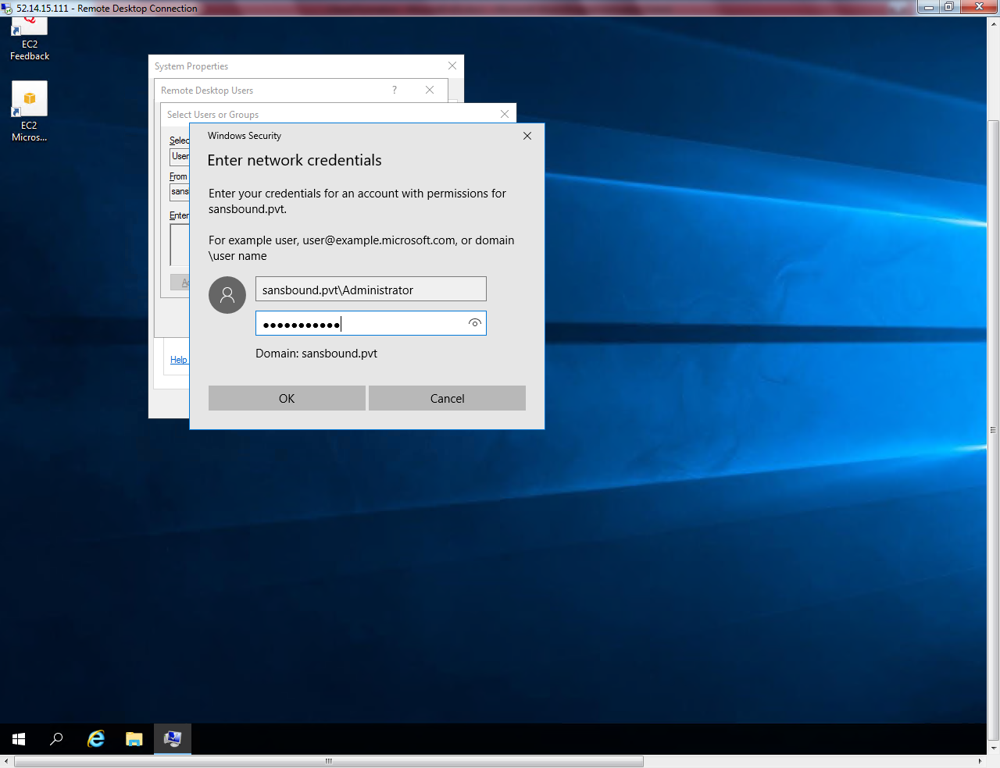 52.14.15.111 - Remote Desktop Connection
EC2
Feedback
EC2
Micros...
System Properties
Remote Desktop Users
?
Select Users or Groups
Selec
User
From
sans
Enter
Help
Windows Security
Enter network credentials
Enter your credentials for an account with permissions for
sansbound.pvt.
For example user, user@example.microsoft.com, or domain
\user name
sansbound.pvt\Administrator
●●●●●●●●●●●
Domain: sansbound.pvt
OK
Cancel